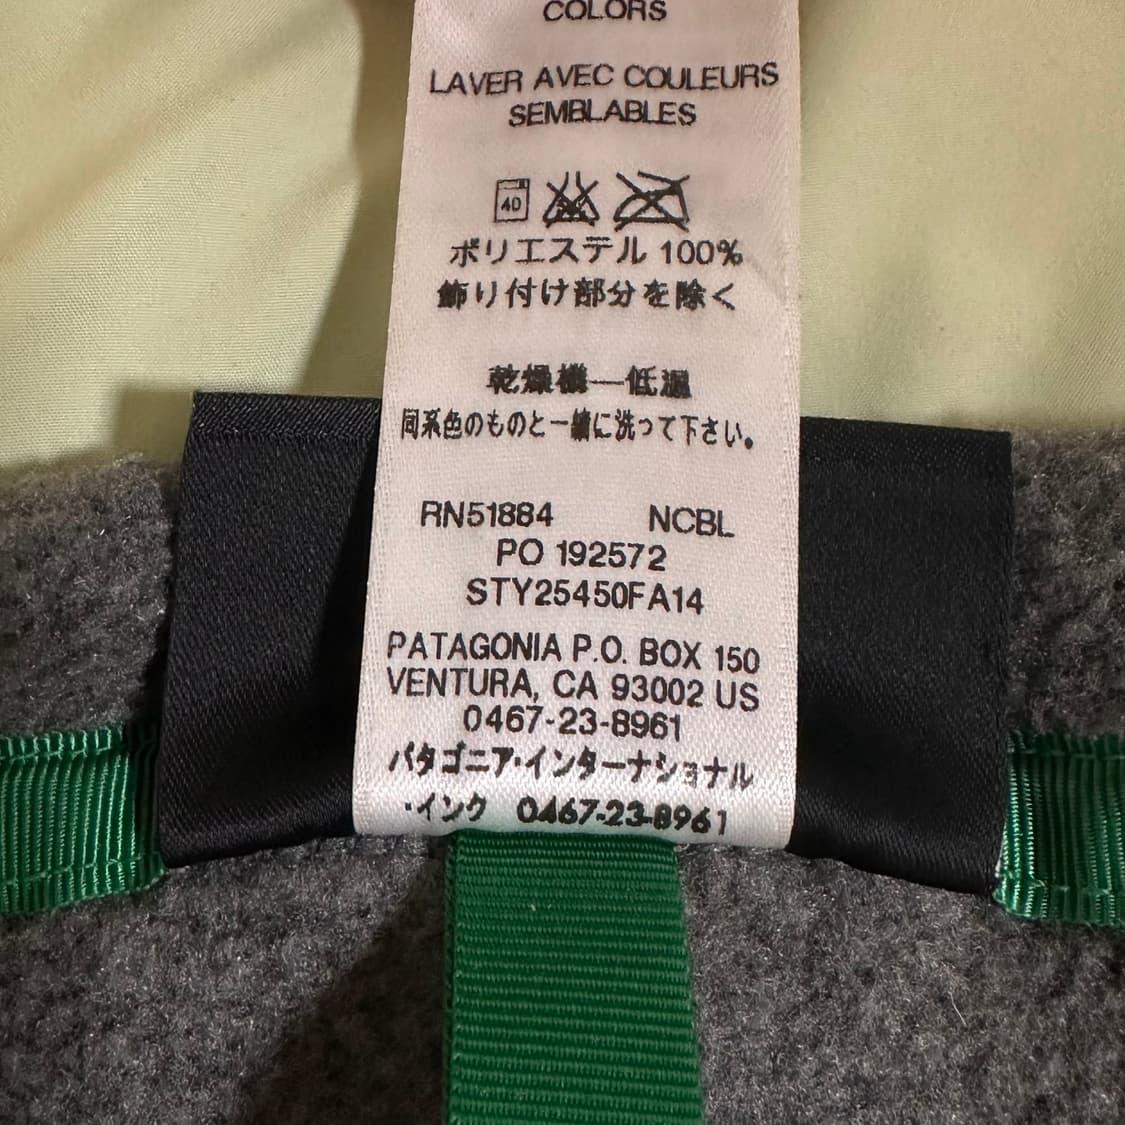 COLORS
LAVER AVEC COULEURS
SEMBLABLES
40
ポリエステル 100%
飾り付け部分を除く
乾燥機—低温
同系色のものと一緒に洗って下さい。
RN51884 NCBL
PO 192572
STY25450FA14
PATAGONIA P.O. BOX 150
VENTURA, CA 93002 US
0467-23-8961
パタゴニア・インターナショナル
・インク 0467-23-8961